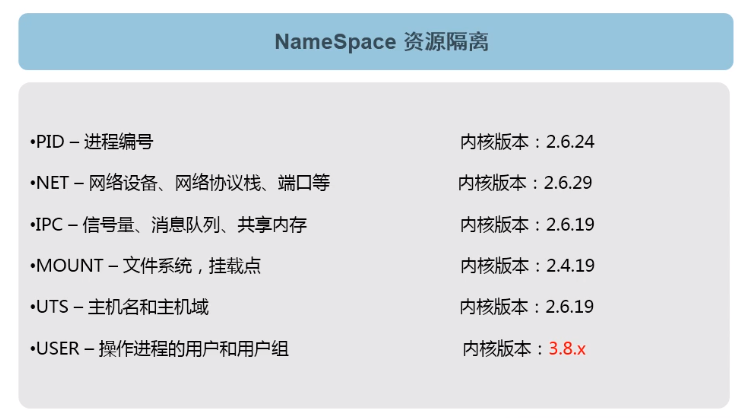 NameSpace 资源隔离
•PID – 进程编号 内核版本：2.6.24
•NET – 网络设备、网络协议栈、端口等 内核版本：2.6.29
•IPC – 信号量、消息队列、共享内存 内核版本：2.6.19
•MOUNT – 文件系统，挂载点 内核版本：2.4.19
•UTS – 主机名和主机域 内核版本：2.6.19
•USER – 操作进程的用户和用户组 内核版本：3.8.x